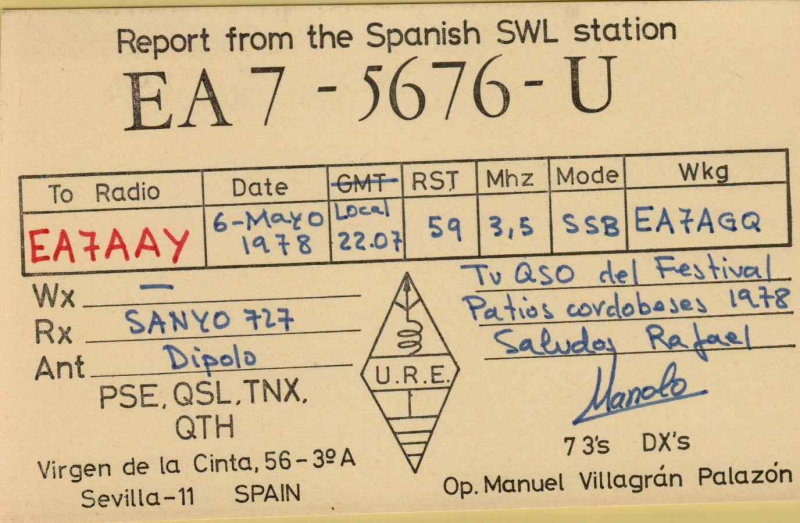 Report from the Spanish SWL station
EA7-5676-U
To Radio Date GMT RST Mhz Mode Wkg
EA7AAY 6-Mayo 1978 Local 22.07 59 3,5 SSB EA7AGQ
Wx —
Rx SANYO 727
Ant Dipolo
Tu QSO del Festival
Patios cordobeses 1978
Saludos Rafael
Manolo
U.R.E.
PSE, QSL, TNX,
QTH
Virgen de la Cinta, 56-3º A
Sevilla-11 SPAIN
73's DX's
Op. Manuel Villagrán Palazón